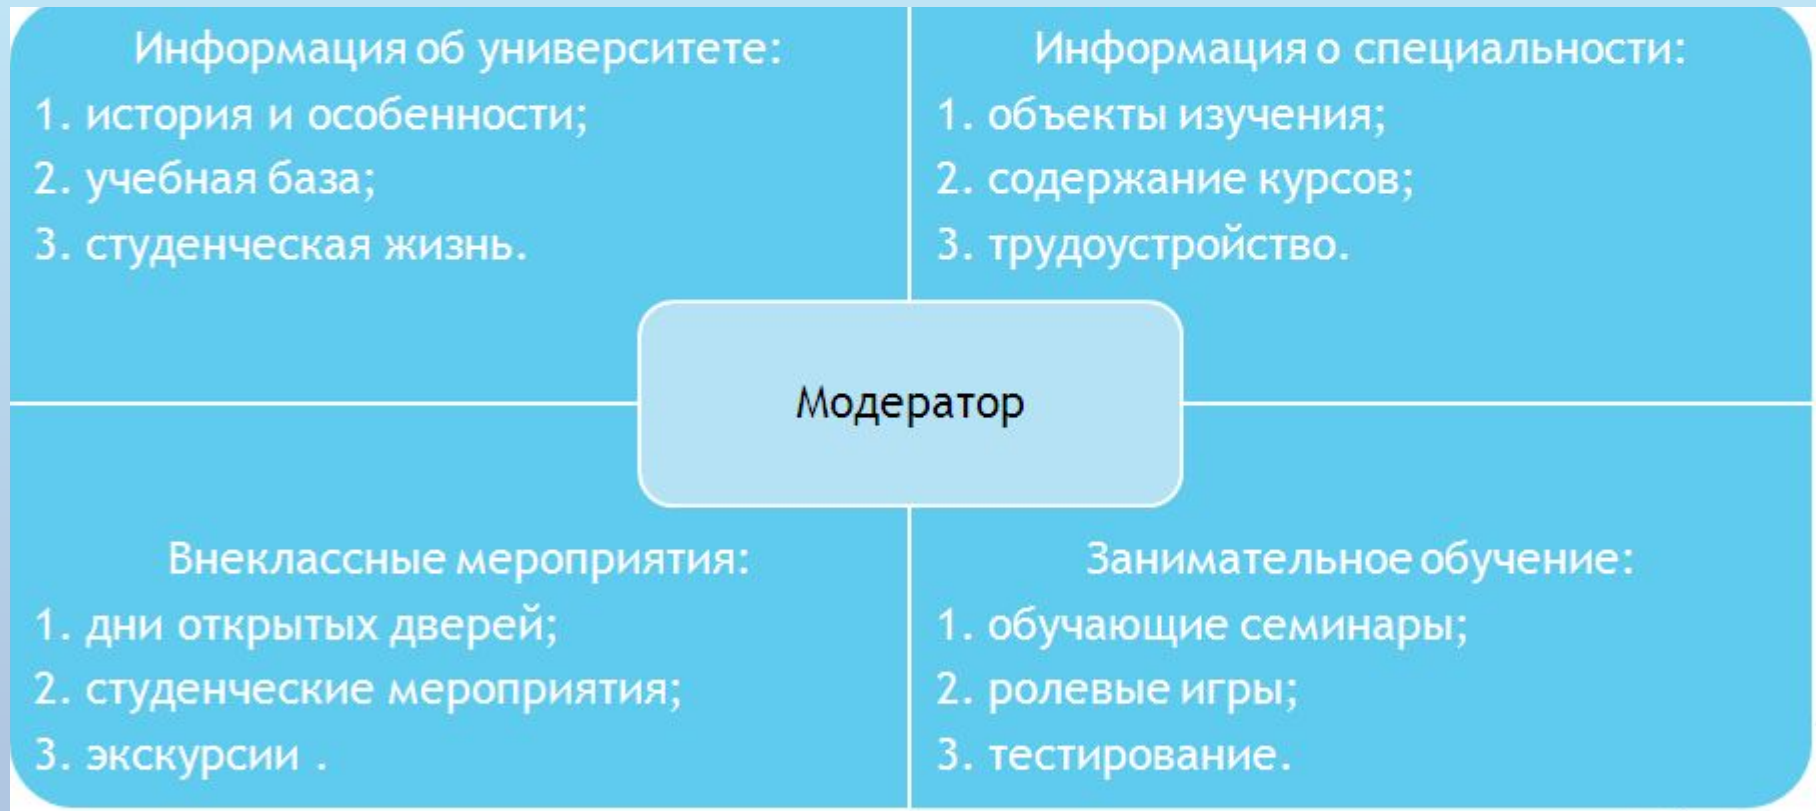 Информация об университете:
1. история и особенности;
2. учебная база;
3. студенческая жизнь.
Информация о специальности:
1. объекты изучения;
2. содержание курсов;
3. трудоустройство.
Модератор
Внеклассные мероприятия:
1. дни открытых дверей;
2. студенческие мероприятия;
3. экскурсии .
Занимательное обучение:
1. обучающие семинары;
2. ролевые игры;
3. тестирование.